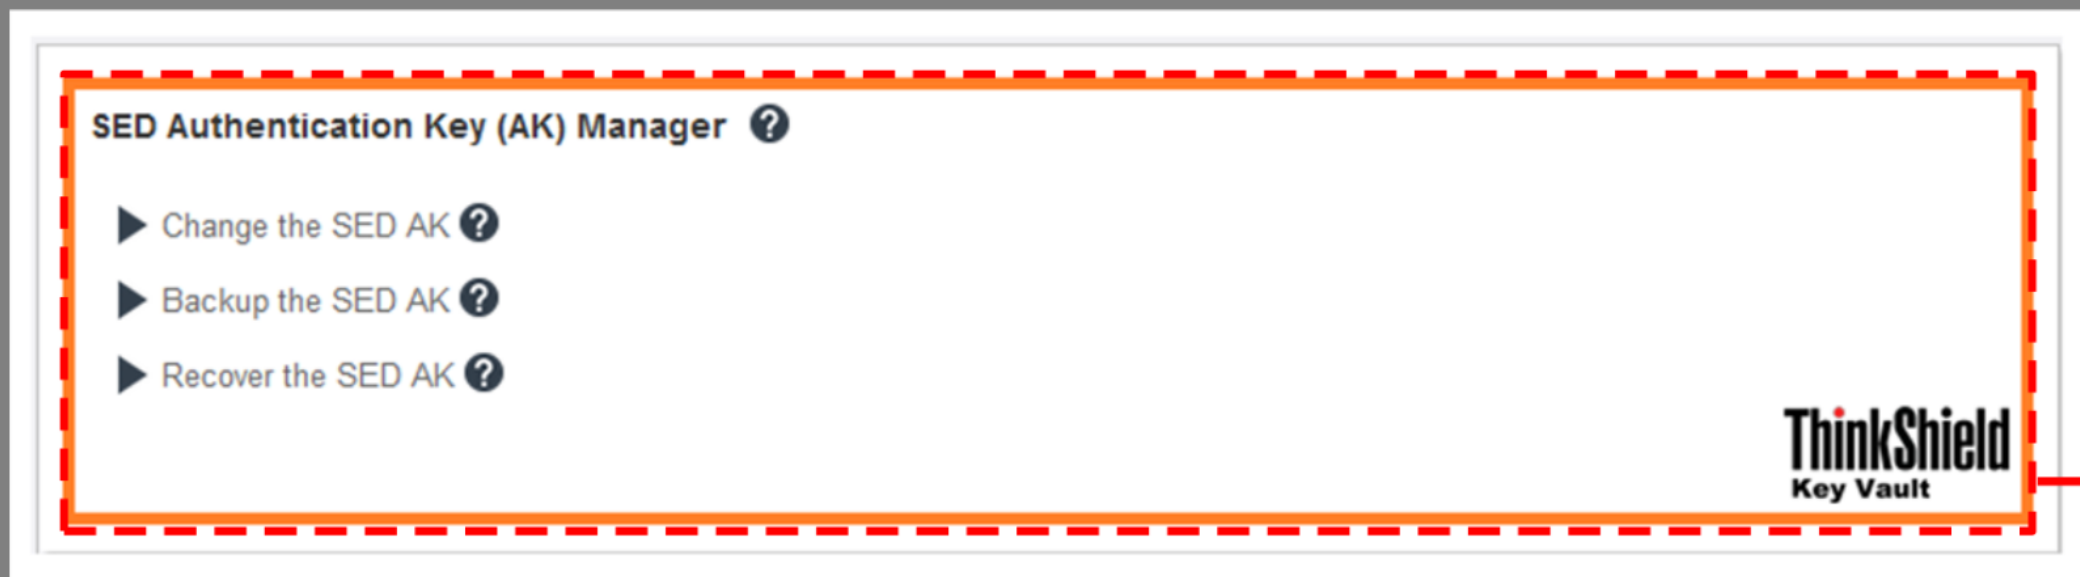 SED Authentication Key (AK) Manager ?
Change the SED AK ?
Backup the SED AK ?
Recover the SED AK ?
ThinkShield
Key Vault